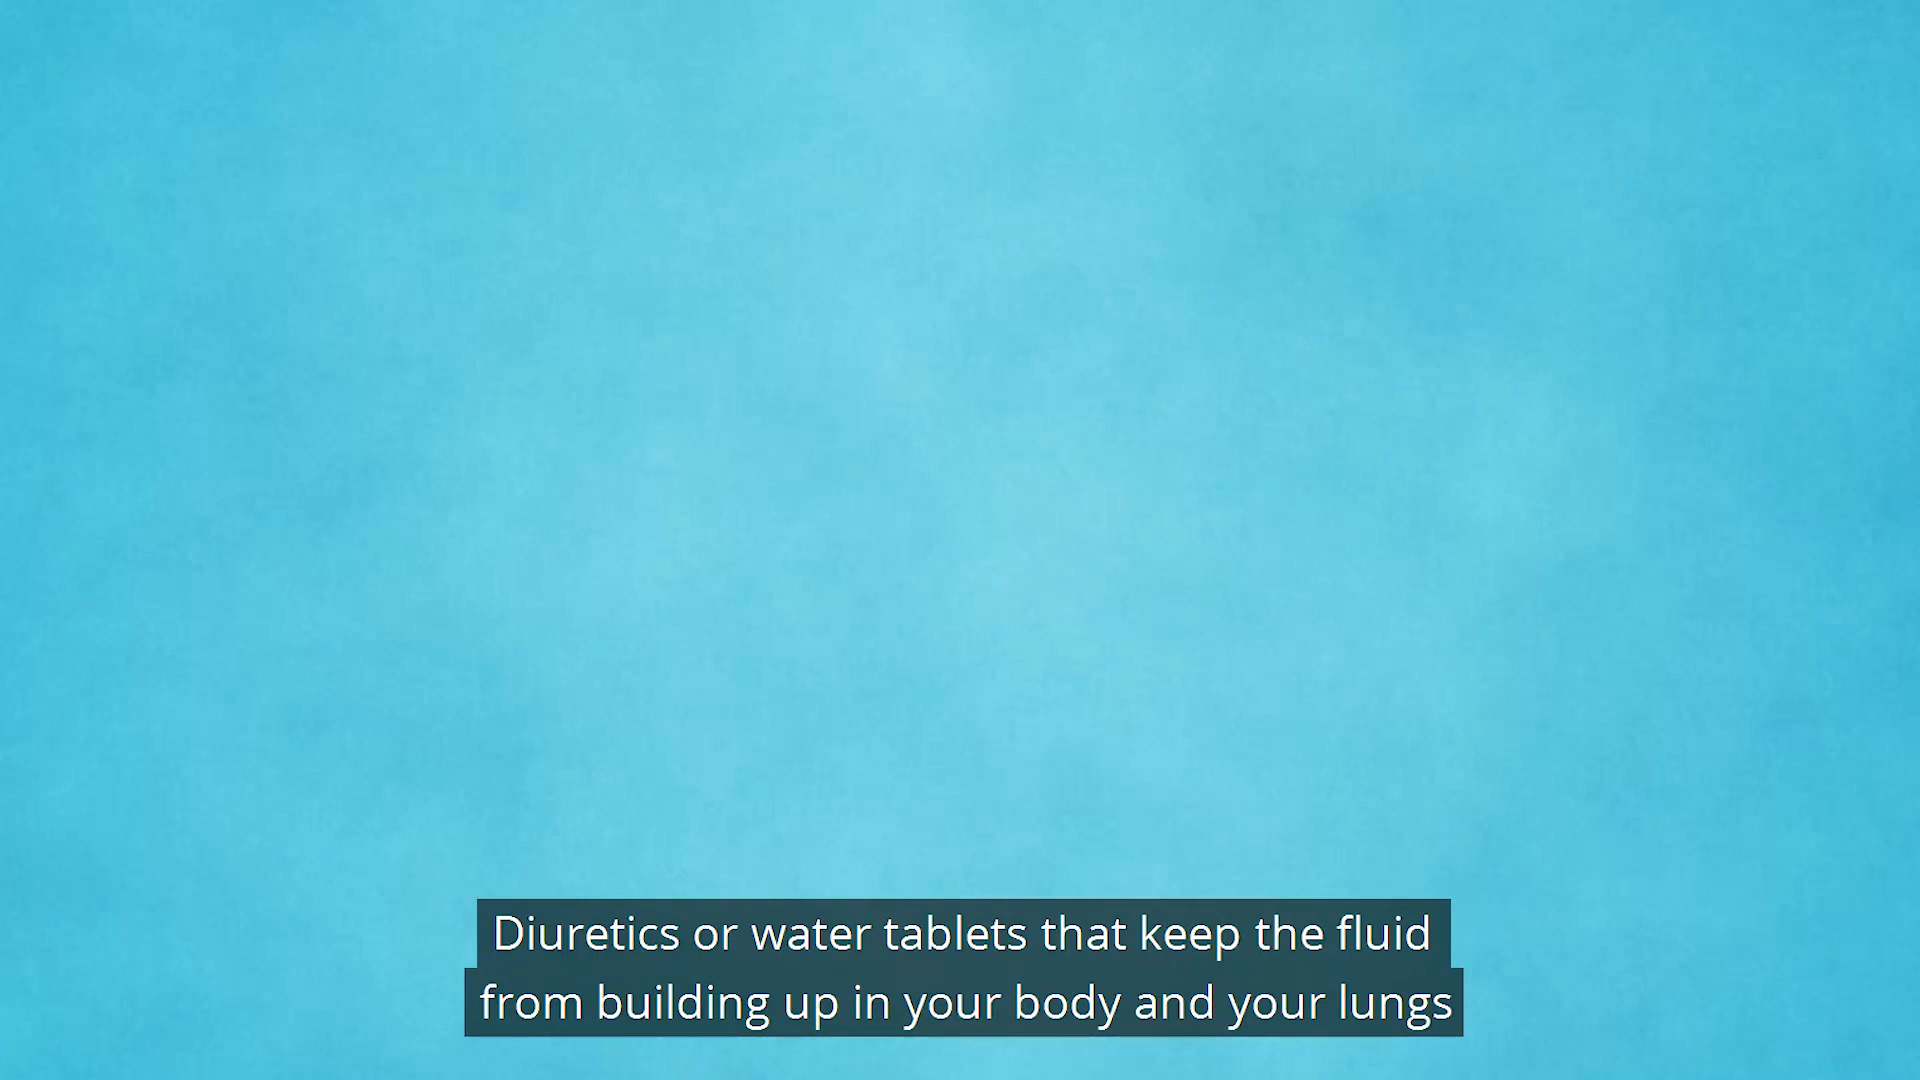 Diuretics or water tablets that keep the fluid
from building up in your body and your lungs